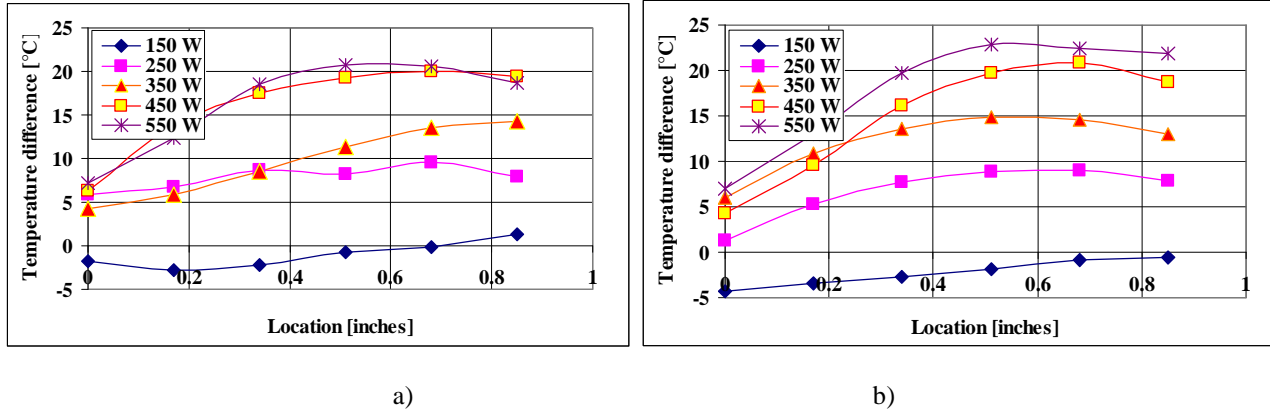 25
20
15
10
5
0
-5
Temperature difference [°C]
150 W
250 W
350 W
450 W
550 W
0 0.2 0.4 0.6 0.8 1
Location [inches]
a)
25
20
15
10
5
0
-5
Temperature difference [°C]
150 W
250 W
350 W
450 W
550 W
0 0.2 0.4 0.6 0.8 1
Location [inches]
b)